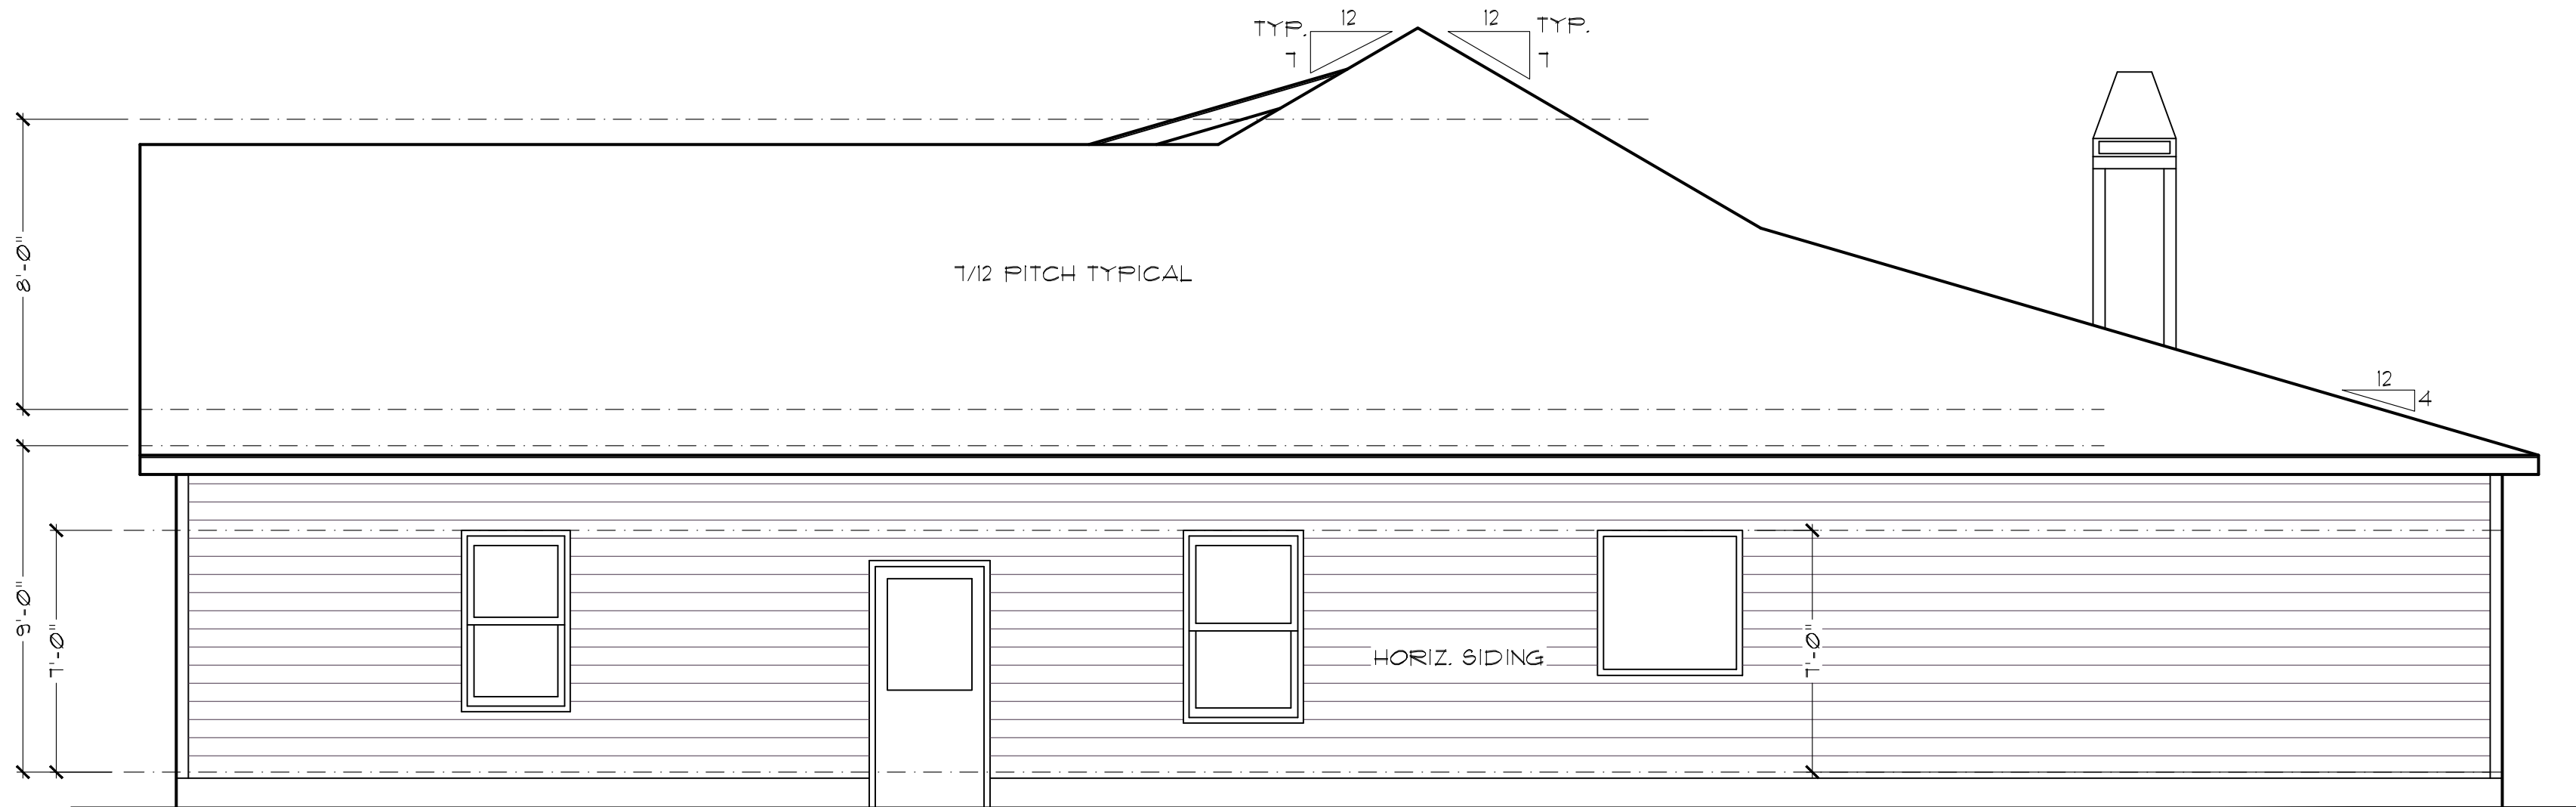 TYP. 12 12 TYP.
7 7
8'-0"
7/12 PITCH TYPICAL
12
4
9'-0"
7'-0"
HORIZ. SIDING
7'-0"